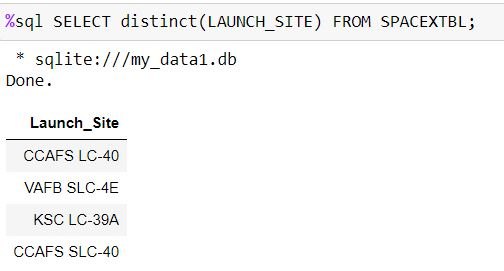 %sql SELECT distinct(LAUNCH_SITE) FROM SPACEXTBL;
* sqlite:///my_data1.db
Done.
Launch_Site
CCAFS LC-40
VAFB SLC-4E
KSC LC-39A
CCAFS SLC-40